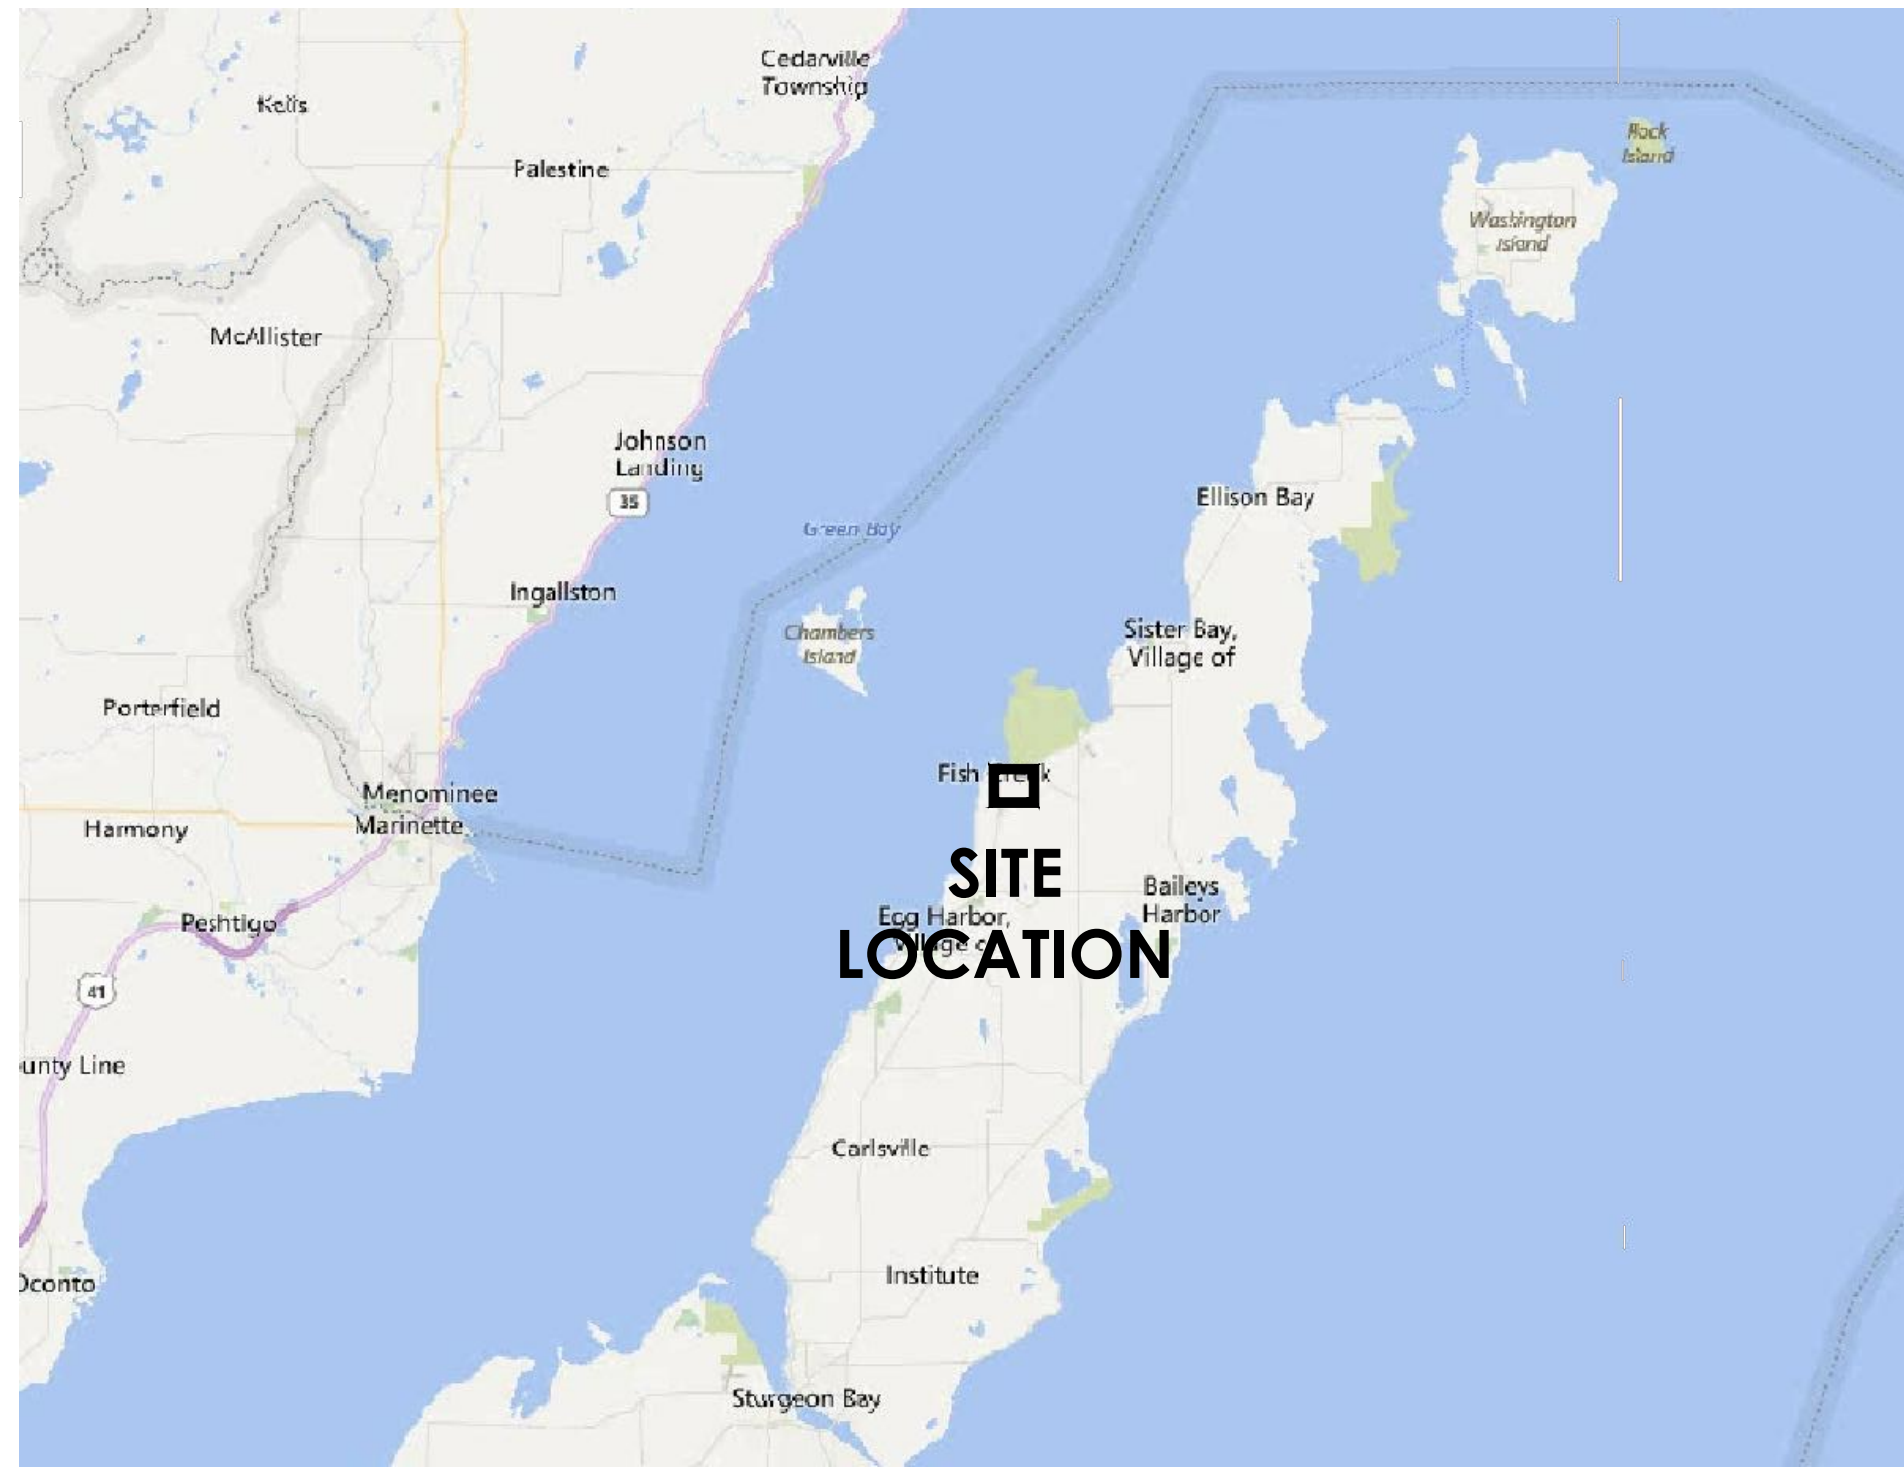 Cedarville
Township
Kells
Rock
Island
Palestine
Washington
Island
McAllister
Johnson
Landing
35
Ellison Bay
Green Bay
Ingallston
Chambers
Island
Sister Bay,
Village of
Porterfield
Fish Creek
Menominee
Marinette
Harmony
SITE
LOCATION
Baileys
Harbor
Egg Harbor,
Village
Peshtigo
41
unty Line
Carlsville
Institute
Oconto
Sturgeon Bay